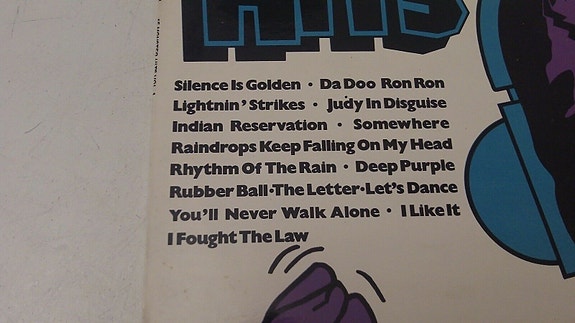 Hits
Silence Is Golden • Da Doo Ron Ron
Lightnin' Strikes • Judy In Disguise
Indian Reservation • Somewhere
Raindrops Keep Falling On My Head
Rhythm Of The Rain • Deep Purple
Rubber Ball•The Letter•Let's Dance
You'll Never Walk Alone • I Like It
I Fought The Law